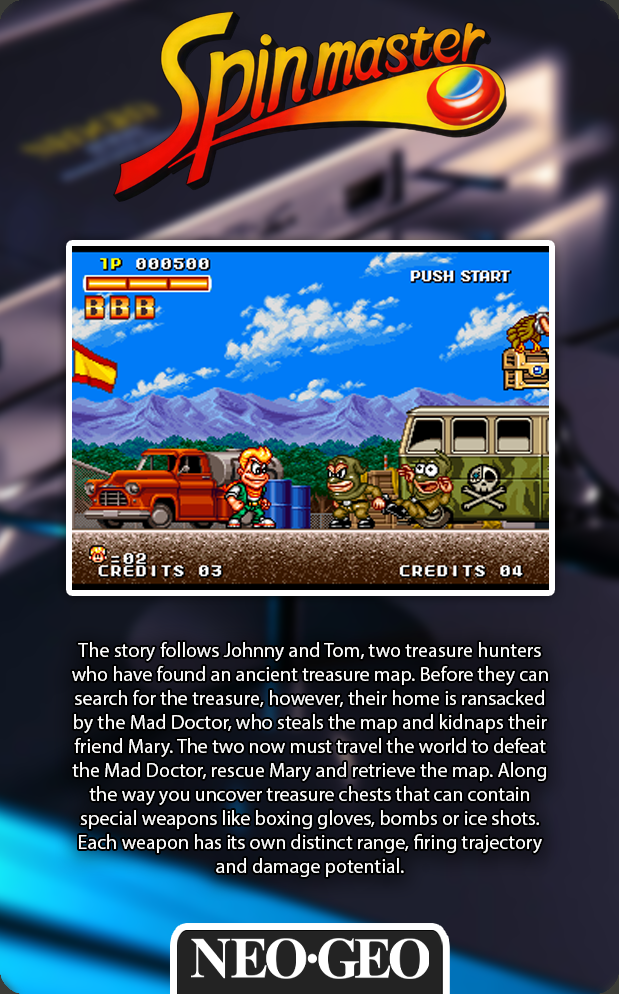 Spinmaster
1P 000500
PUSH START
BBB
=02
CREDITS 03
CREDITS 04
The story follows Johnny and Tom, two treasure hunters
who have found an ancient treasure map. Before they can
search for the treasure, however, their home is ransacked
by the Mad Doctor, who steals the map and kidnaps their
friend Mary. The two now must travel the world to defeat
the Mad Doctor, rescue Mary and retrieve the map. Along
the way you uncover treasure chests that can contain
special weapons like boxing gloves, bombs or ice shots.
Each weapon has its own distinct range, firing trajectory
and damage potential.
NEO•GEO